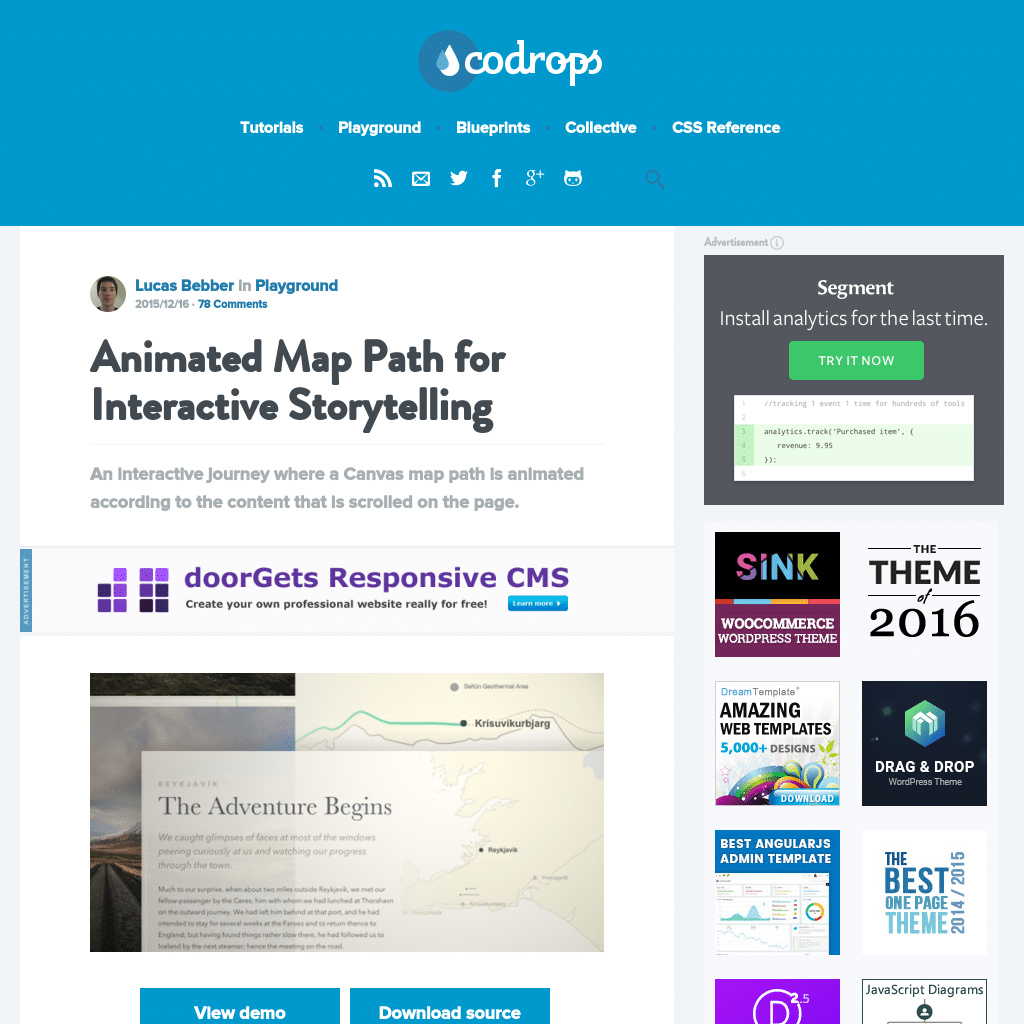 codrops
Tutorials · Playground · Blueprints · Collective · CSS Reference
Lucas Bebber in Playground
2015/12/16 · 78 Comments
Animated Map Path for
Interactive Storytelling
An interactive journey where a Canvas map path is animated
according to the content that is scrolled on the page.
ADVERTISEMENT
doorGets Responsive CMS
Create your own professional website really for free!
Learn more
Seltún Geothermal Area
Krisuvikurbjarg
REYKJAVÍK
The Adventure Begins
We caught glimpses of faces at most of the windows
peering curiously at us and watching our progress
through the town.
Reykjavik
Much to our surprise, when about two miles outside Reykjavik, we met our
fellow-passenger by the Ceres, him with whom we had lunched at Thorshavn
on the outward journey. We had left him behind at that port, and he had
intended to stay for several weeks at the Faroes and to return thence to
England; but having found things rather slow there, he had followed us to
Iceland by the next steamer; hence the meeting on the road.
View demo
Download source
Advertisement
Segment
Install analytics for the last time.
TRY IT NOW
1 //tracking 1 event 1 time for hundreds of tools
2
3 analytics.track('Purchased item', {
4 revenue: 9.95
5 });
6
SINK
WOOCOMMERCE
WORDPRESS THEME
THE
THEME
of
2016
DreamTemplate®
AMAZING
WEB TEMPLATES
5,000+ DESIGNS
DOWNLOAD
DRAG & DROP
WordPress Theme
BEST ANGULARJS
ADMIN TEMPLATE
THE
BEST
ONE PAGE
THEME
2014 / 2015
D 2.5
JavaScript Diagrams